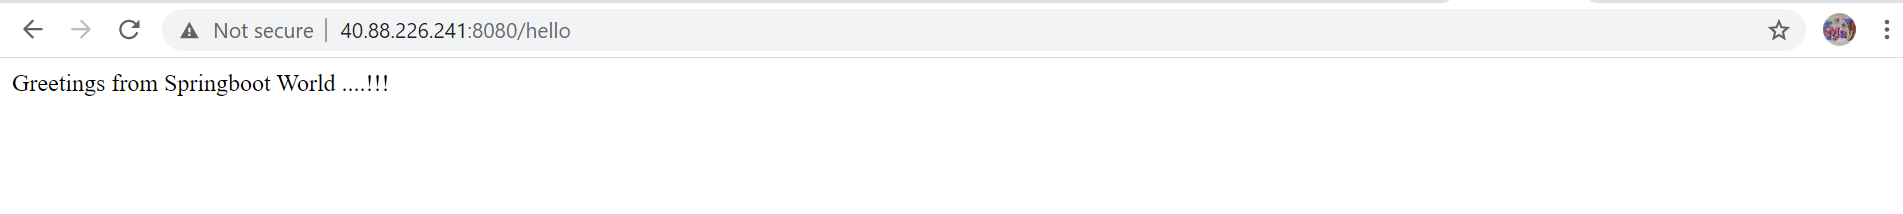 Not secure | 40.88.226.241:8080/hello
Greetings from Springboot World ....!!!